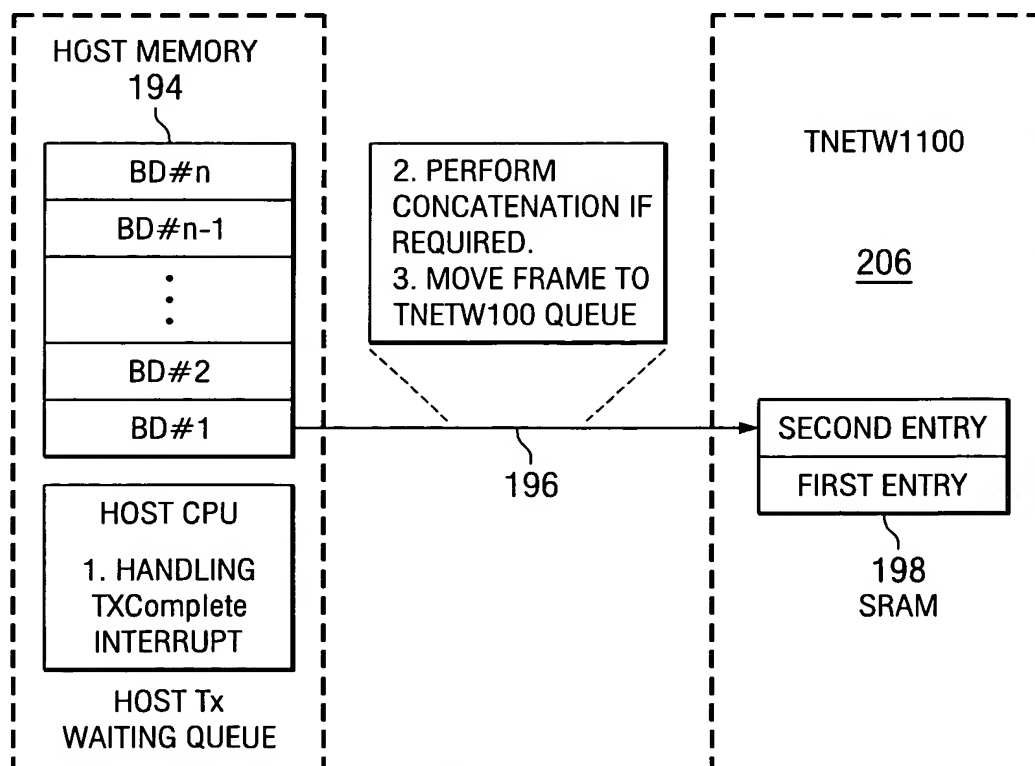 HOST MEMORY
194
BD#n
BD#n-1
BD#2
BD#1
HOST CPU
1. HANDLING
TXComplete
INTERRUPT
HOST Tx
WAITING QUEUE
2. PERFORM
CONCATENATION IF
REQUIRED.
3. MOVE FRAME TO
TNETW100 QUEUE
196
TNETW1100
206
SECOND ENTRY
FIRST ENTRY
198
SRAM